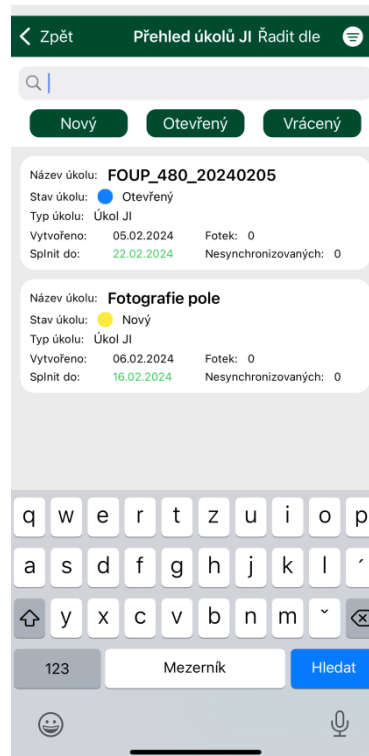 Zpět Přehled úkolů JI Řadit dle
Nový Otevřený Vrácený
Název úkolu: FOUP_480_20240205
Stav úkolu: Otevřený
Typ úkolu: Úkol JI
Vytvořeno: 05.02.2024 Fotek: 0
Splnit do: 22.02.2024 Nesynchronizovaných: 0
Název úkolu: Fotografie pole
Stav úkolu: Nový
Typ úkolu: Úkol JI
Vytvořeno: 06.02.2024 Fotek: 0
Splnit do: 16.02.2024 Nesynchronizovaných: 0
q w e r t z u i o p
a s d f g h j k l ´
y x c v b n m ˇ
123 Mezerník Hledat